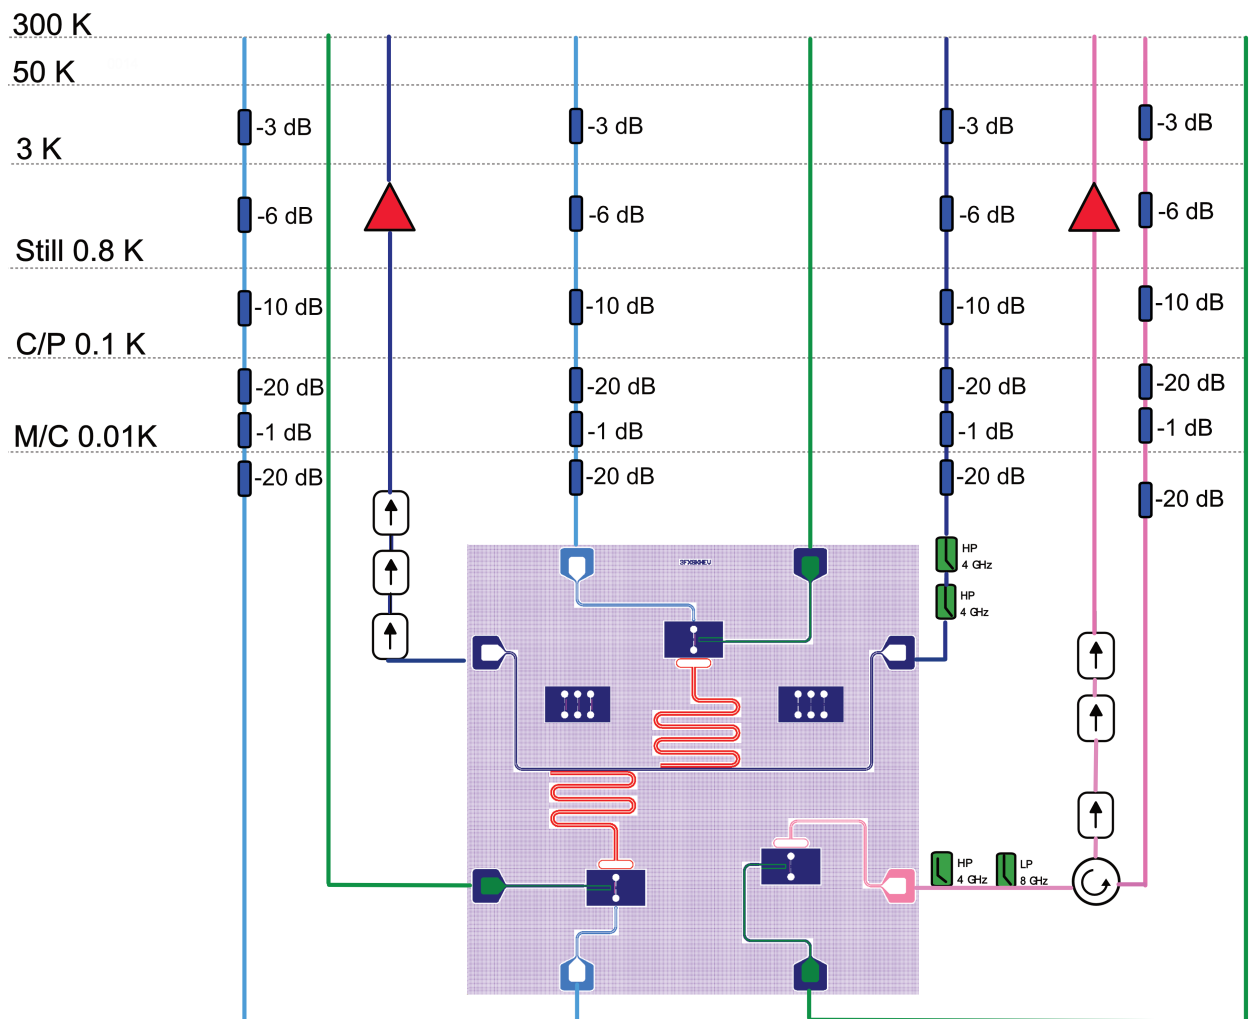 300 K
50 K
-3 dB -3 dB -3 dB -3 dB
3 K
-6 dB -6 dB -6 dB -6 dB
Still 0.8 K
-10 dB -10 dB -10 dB -10 dB
C/P 0.1 K
-20 dB -20 dB -20 dB -20 dB
M/C 0.01K -1 dB -1 dB -1 dB -1 dB
-20 dB -20 dB -20 dB -20 dB
HP
4 GHz
HP
4 GHz
HP LP
4 GHz 8 GHz